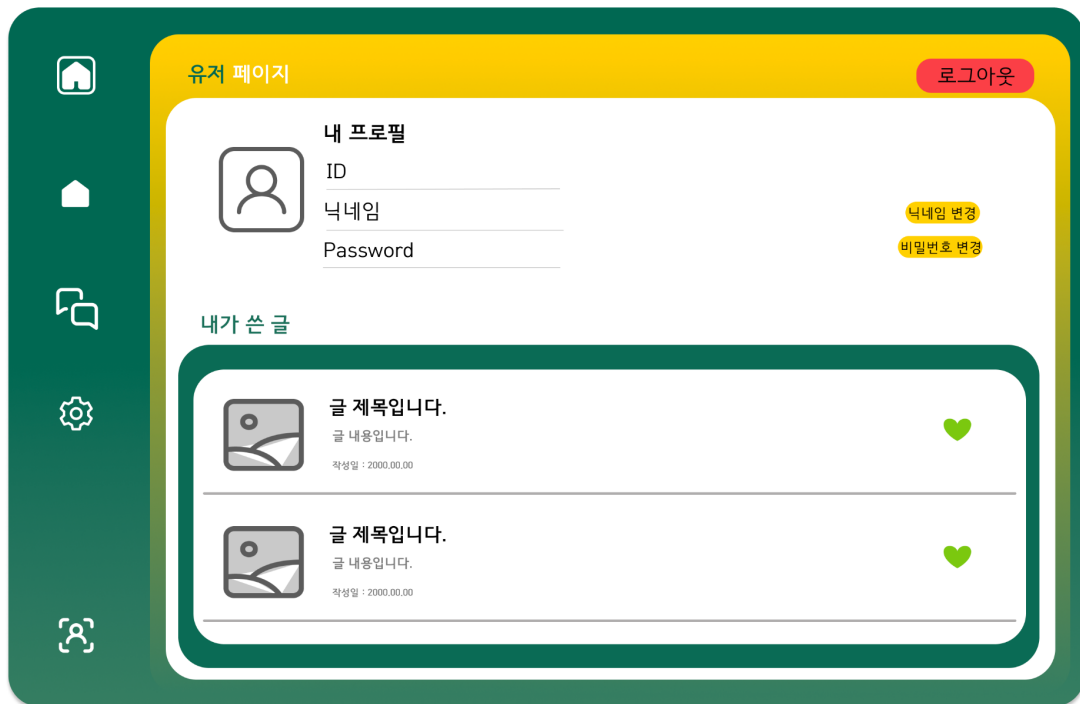 유저 페이지
로그아웃
내 프로필
ID
닉네임
닉네임 변경
Password
비밀번호 변경
내가 쓴 글
글 제목입니다.
글 내용입니다.
작성일 : 2000.00.00
글 제목입니다.
글 내용입니다.
작성일 : 2000.00.00